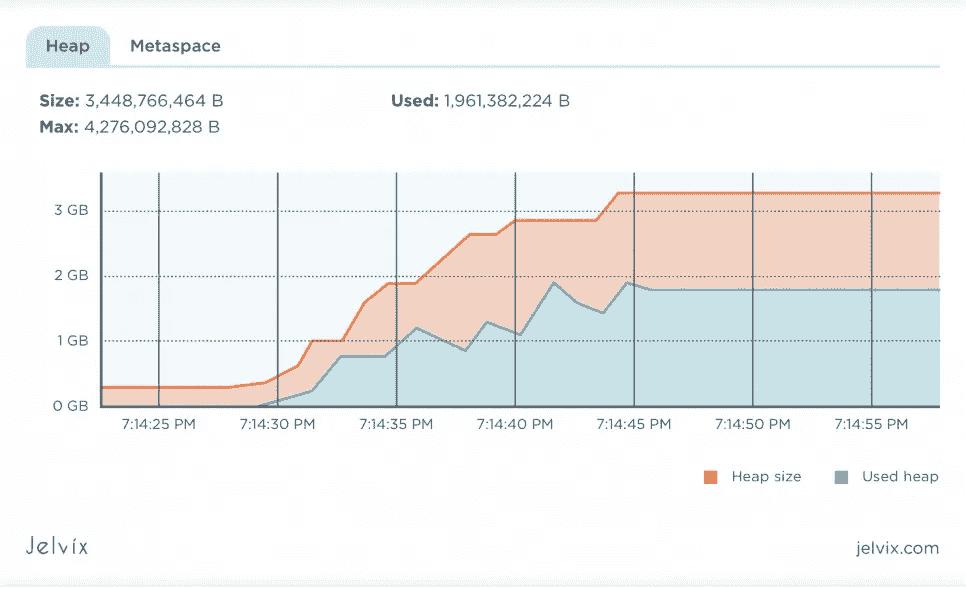 Heap Metaspace
Size: 3,448,766,464 B Used: 1,961,382,224 B
Max: 4,276,092,828 B
3 GB
2 GB
1 GB
0 GB
7:14:25 PM 7:14:30 PM 7:14:35 PM 7:14:40 PM 7:14:45 PM 7:14:50 PM 7:14:55 PM
Heap size Used heap
Jelvix jelvix.com